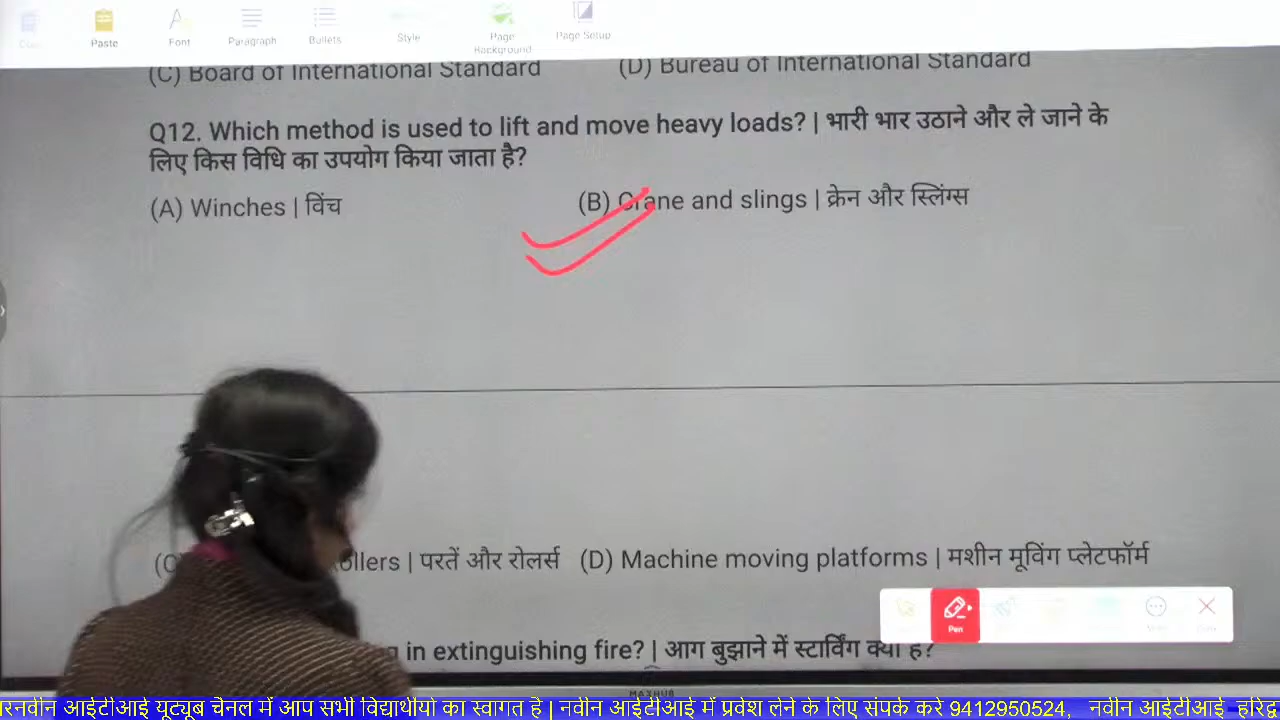 Paste
Font
Paragraph
Bullets
Style
Page
Background
Page Setup
(C) Board of International Standard (D) Bureau of International Standard
Q12. Which method is used to lift and move heavy loads? | भारी भार उठाने और ले जाने के
लिए किस विधि का उपयोग किया जाता है?
(A) Winches | विंच (B) Crane and slings | क्रेन और स्लिंग्स
ollers | परतें और रोलर्स (D) Machine moving platforms | मशीन मूविंग प्लेटफॉर्म
Pen
in extinguishing fire? | आग बुझाने में स्टार्विंग क्या है?
MAXHUB
रनवीन आईटीआई यूट्यूब चैनल में आप सभी विद्यार्थीयों का स्वागत है | नवीन आईटीआई में प्रवेश लेने के लिए संपर्क करें 9412950524, नवीन आईटीआई हरिद्व